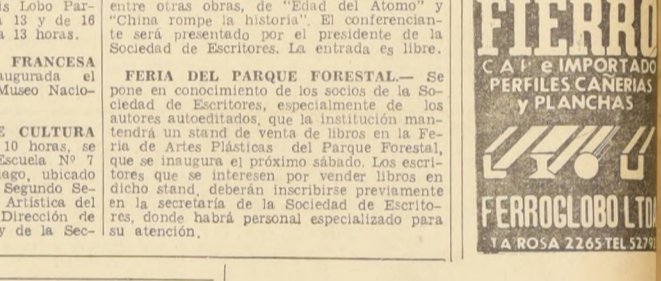 is Lobo Par-
a 13 y de 16
a 13 horas.
FRANCESA
augurada el
Museo Nacio-
E CULTURA
10 horas, se
Escuela Nº 7
iago, ubicado
Segundo Se-
Artística del
Dirección de
y de la Sec-
entre otras obras, de "Edad del Atomo" y
"China rompe la historia". El conferencian-
te será presentado por el presidente de la
Sociedad de Escritores. La entrada es libre.
FERIA DEL PARQUE FORESTAL.— Se
pone en conocimiento de los socios de la So-
ciedad de Escritores, especialmente de los
autores autoeditados, que la institución man-
tendrá un stand de venta de libros en la Fe-
ria de Artes Plásticas del Parque Forestal,
que se inaugura el próximo sábado. Los escri-
tores que se interesen por vender libros en
dicho stand, deberán inscribirse previamente
en la secretaría de la Sociedad de Escrito-
res, donde habrá personal especializado para
su atención.
FIERRO
CAP e IMPORTADO
PERFILES CAÑERIAS
y PLANCHAS
FERROGLOBO LTDA
TA ROSA 2265-TEL 5279